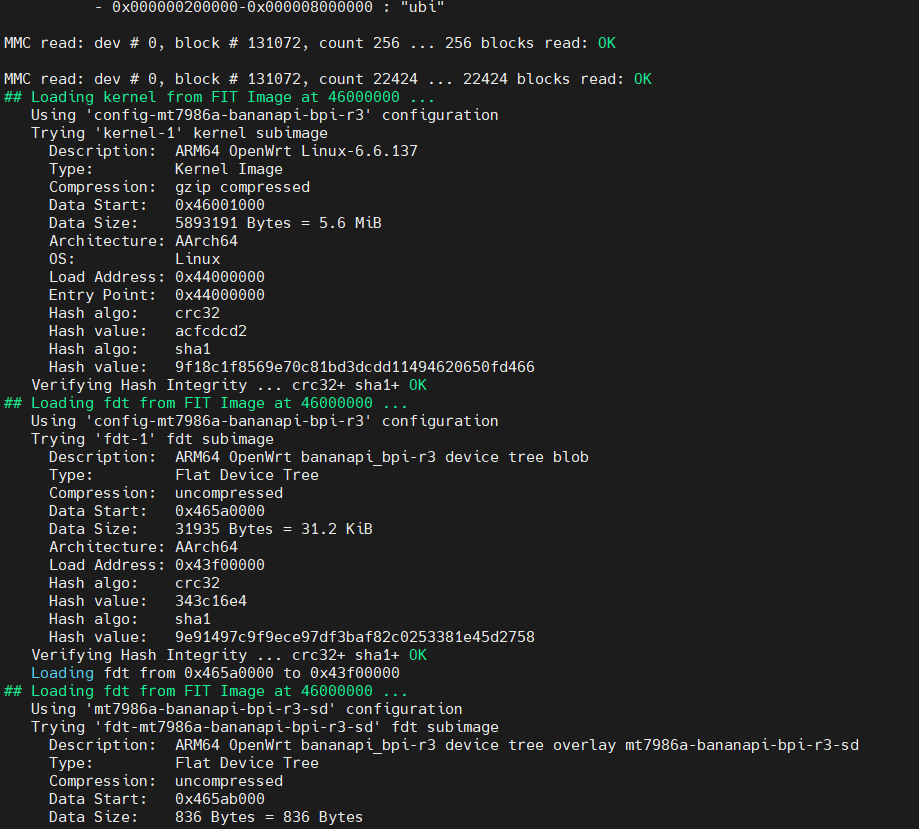 - 0x000000200000-0x000008000000 : "ubi"
MMC read: dev # 0, block # 131072, count 256 ... 256 blocks read: OK
MMC read: dev # 0, block # 131072, count 22424 ... 22424 blocks read: OK
## Loading kernel from FIT Image at 46000000 ...
Using 'config-mt7986a-bananapi-bpi-r3' configuration
Trying 'kernel-1' kernel subimage
Description:  ARM64 OpenWrt Linux-6.6.137
Type:         Kernel Image
Compression:  gzip compressed
Data Start:   0x46001000
Data Size:    5893191 Bytes = 5.6 MiB
Architecture: AArch64
OS:           Linux
Load Address: 0x44000000
Entry Point:  0x44000000
Hash algo:    crc32
Hash value:   acfcdcd2
Hash algo:    sha1
Hash value:   9f18c1f8569e70c81bd3dcdd11494620650fd466
Verifying Hash Integrity ... crc32+ sha1+ OK
## Loading fdt from FIT Image at 46000000 ...
Using 'config-mt7986a-bananapi-bpi-r3' configuration
Trying 'fdt-1' fdt subimage
Description:  ARM64 OpenWrt bananapi_bpi-r3 device tree blob
Type:         Flat Device Tree
Compression:  uncompressed
Data Start:   0x465a0000
Data Size:    31935 Bytes = 31.2 KiB
Architecture: AArch64
Load Address: 0x43f00000
Hash algo:    crc32
Hash value:   343c16e4
Hash algo:    sha1
Hash value:   9e91497c9f9ece97df3baf82c0253381e45d2758
Verifying Hash Integrity ... crc32+ sha1+ OK
Loading fdt from 0x465a0000 to 0x43f00000
## Loading fdt from FIT Image at 46000000 ...
Using 'mt7986a-bananapi-bpi-r3-sd' configuration
Trying 'fdt-mt7986a-bananapi-bpi-r3-sd' fdt subimage
Description:  ARM64 OpenWrt bananapi_bpi-r3 device tree overlay mt7986a-bananapi-bpi-r3-sd
Type:         Flat Device Tree
Compression:  uncompressed
Data Start:   0x465ab000
Data Size:    836 Bytes = 836 Bytes